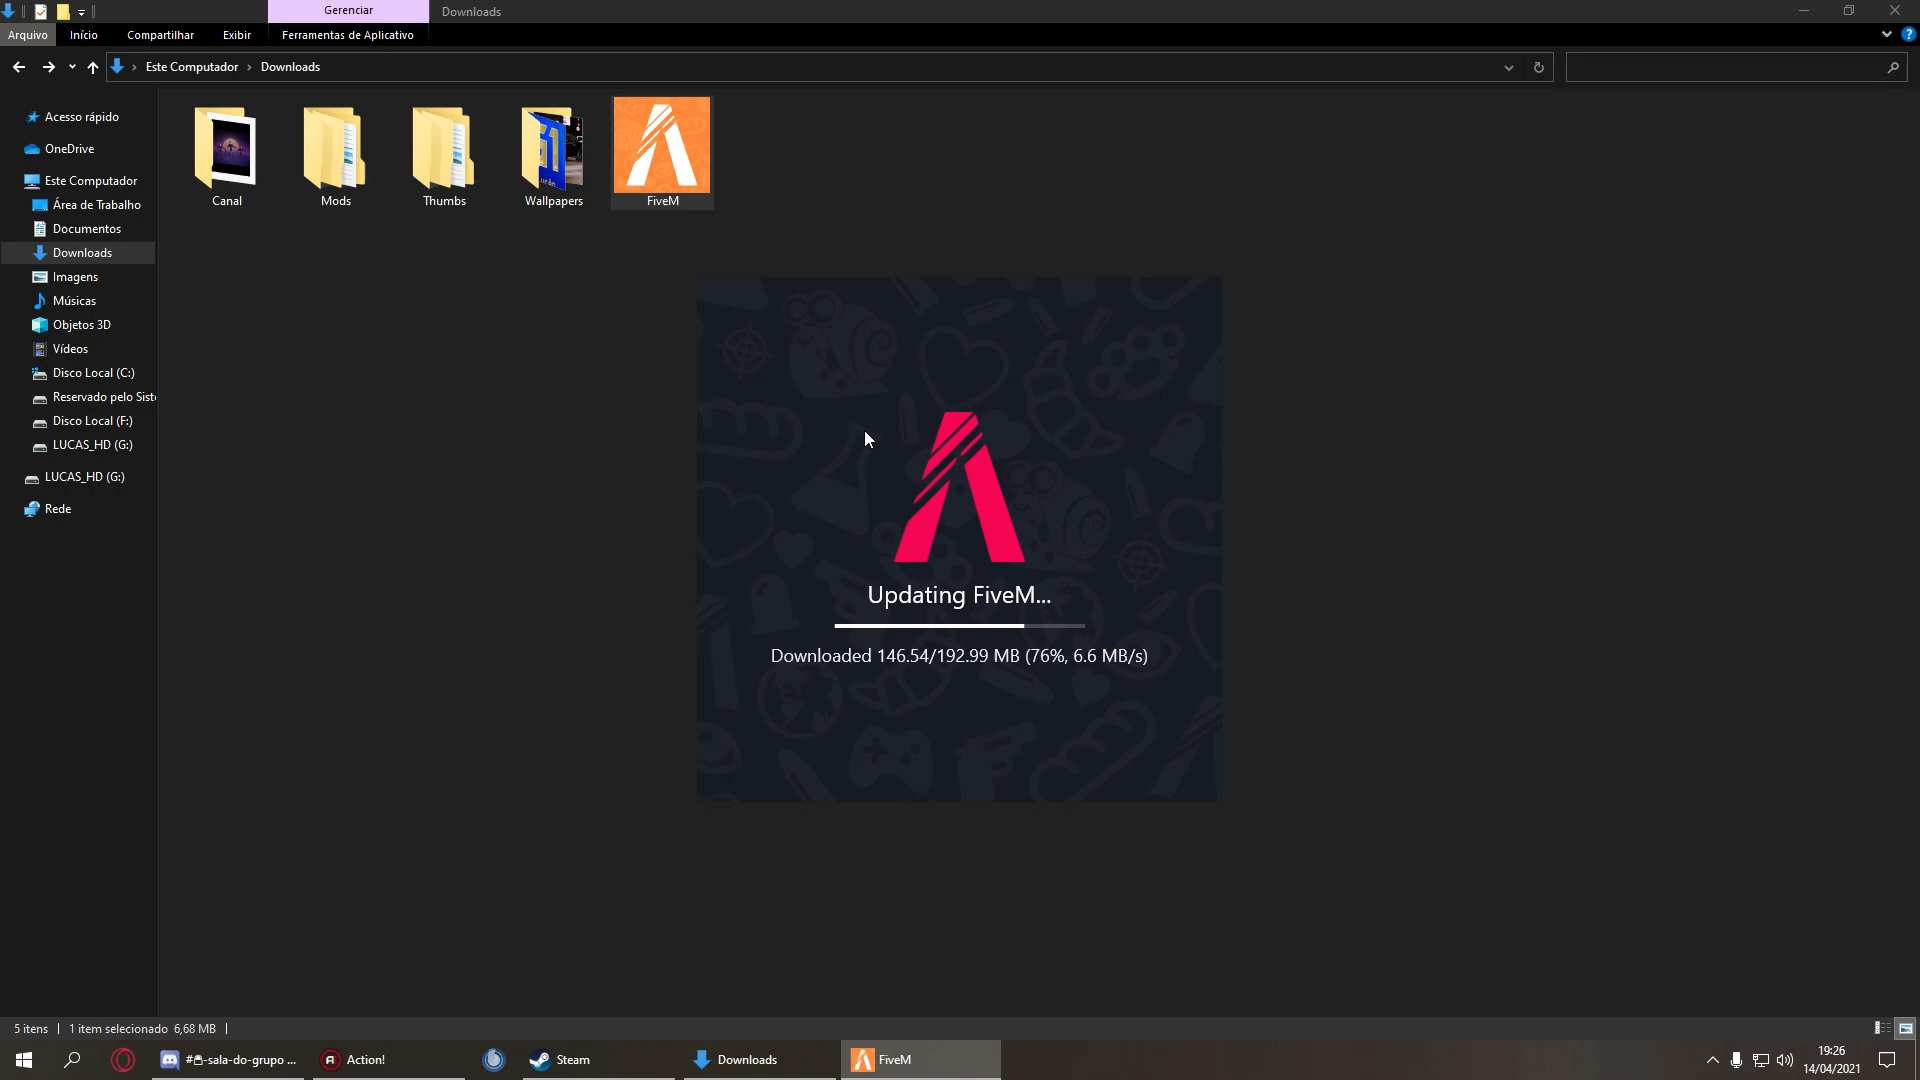 Gerenciar
Downloads
Arquivo
Início
Compartilhar
Exibir
Ferramentas de Aplicativo
Este Computador
Downloads
Acesso rápido
OneDrive
Este Computador
Área de Trabalho
Documentos
Downloads
Imagens
Músicas
Objetos 3D
Vídeos
Disco Local (C:)
Reservado pelo Siste
Disco Local (F:)
LUCAS_HD (G:)
LUCAS_HD (G:)
Rede
Canal
Mods
Thumbs
Wallpapers
FiveM
Updating FiveM...
Downloaded 146.54/192.99 MB (76%, 6.6 MB/s)
5 itens
1 item selecionado 6,68 MB
-sala-do-grupo ...
Action!
Steam
Downloads
FiveM
19:26
14/04/2021